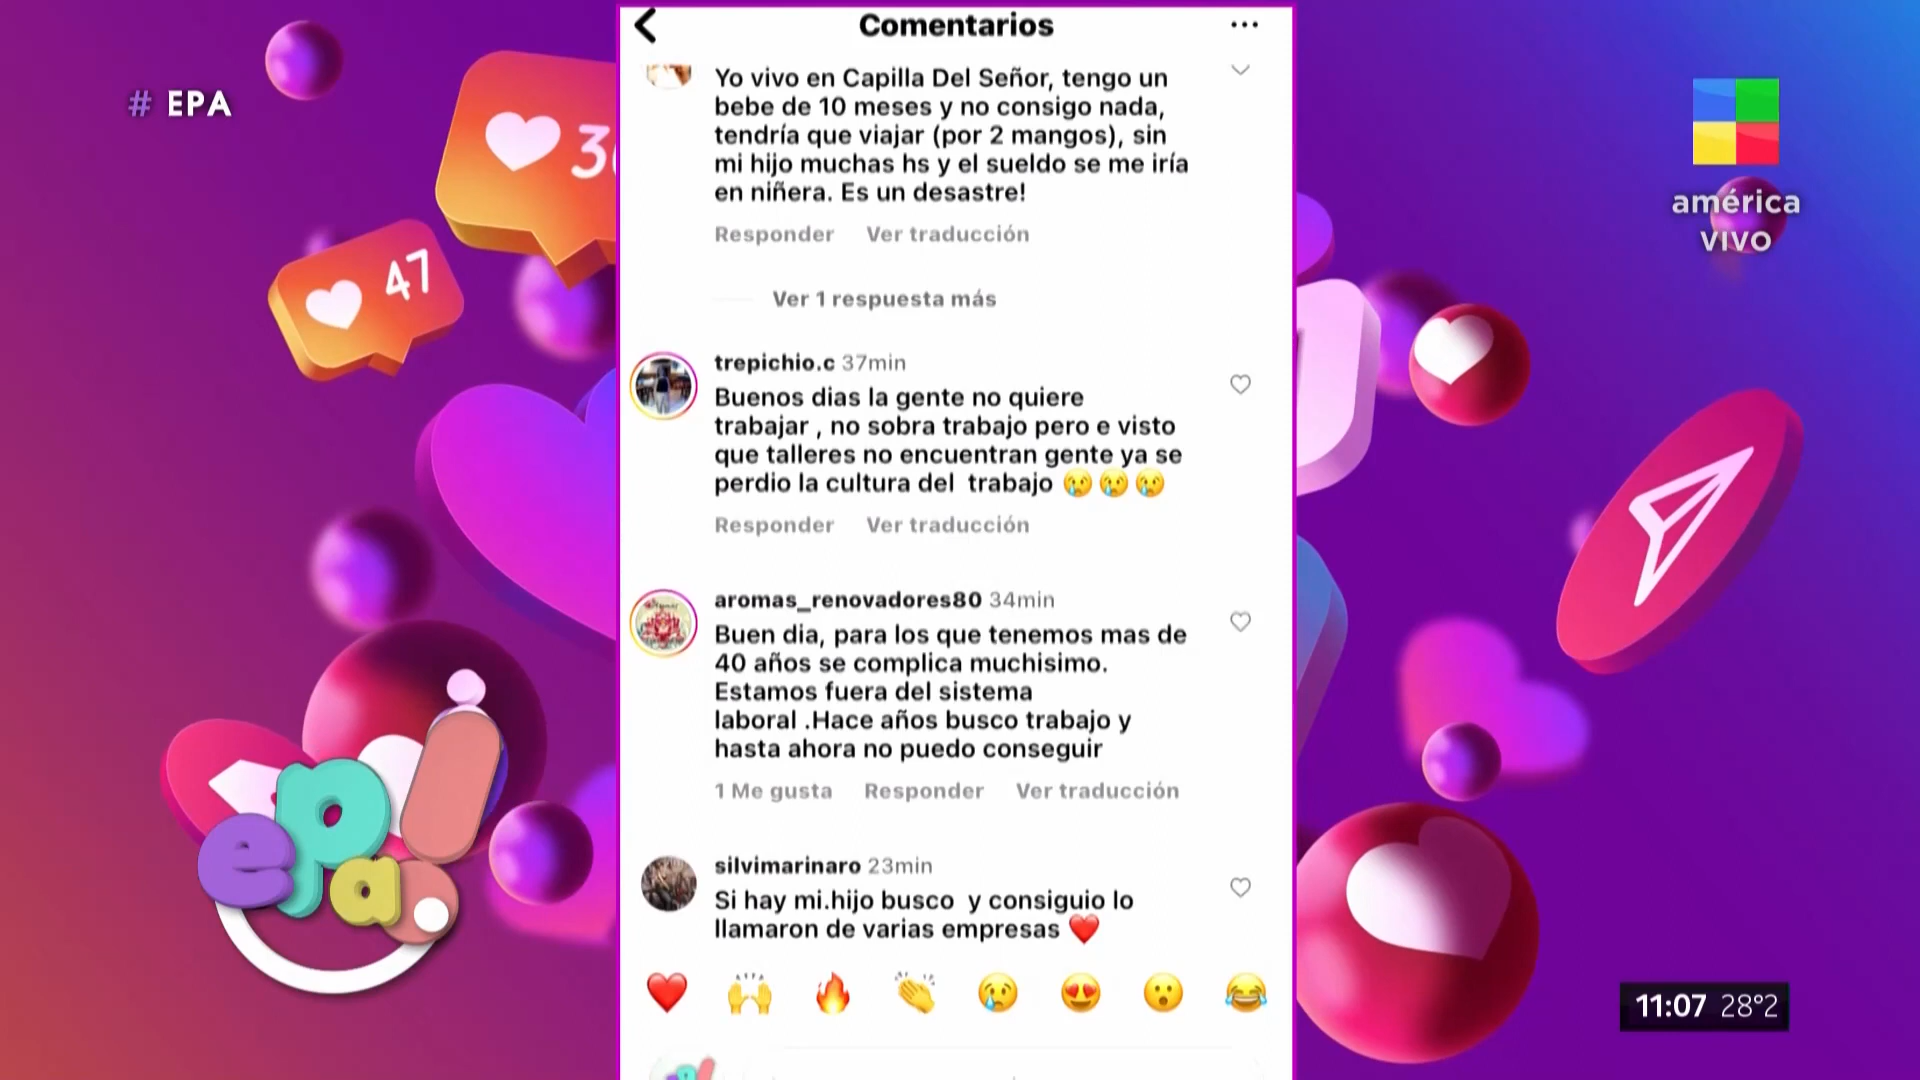 Comentarios
# EPA
américa
VIVO
Yo vivo en Capilla Del Señor, tengo un
bebe de 10 meses y no consigo nada,
tendría que viajar (por 2 mangos), sin
mi hijo muchas hs y el sueldo se me iría
en niñera. Es un desastre!
Responder Ver traducción
Ver 1 respuesta más
47
trepichio.c 37min
Buenos dias la gente no quiere
trabajar , no sobra trabajo pero e visto
que talleres no encuentran gente ya se
perdio la cultura del trabajo 😢 😢 😢
Responder Ver traducción
aromas_renovadores80 34min
Buen dia, para los que tenemos mas de
40 años se complica muchisimo.
Estamos fuera del sistema
laboral .Hace años busco trabajo y
hasta ahora no puedo conseguir
1 Me gusta Responder Ver traducción
silvimarinaro 23min
Si hay mi.hijo busco y consiguio lo
llamaron de varias empresas ❤️
epa!
11:07 28°2